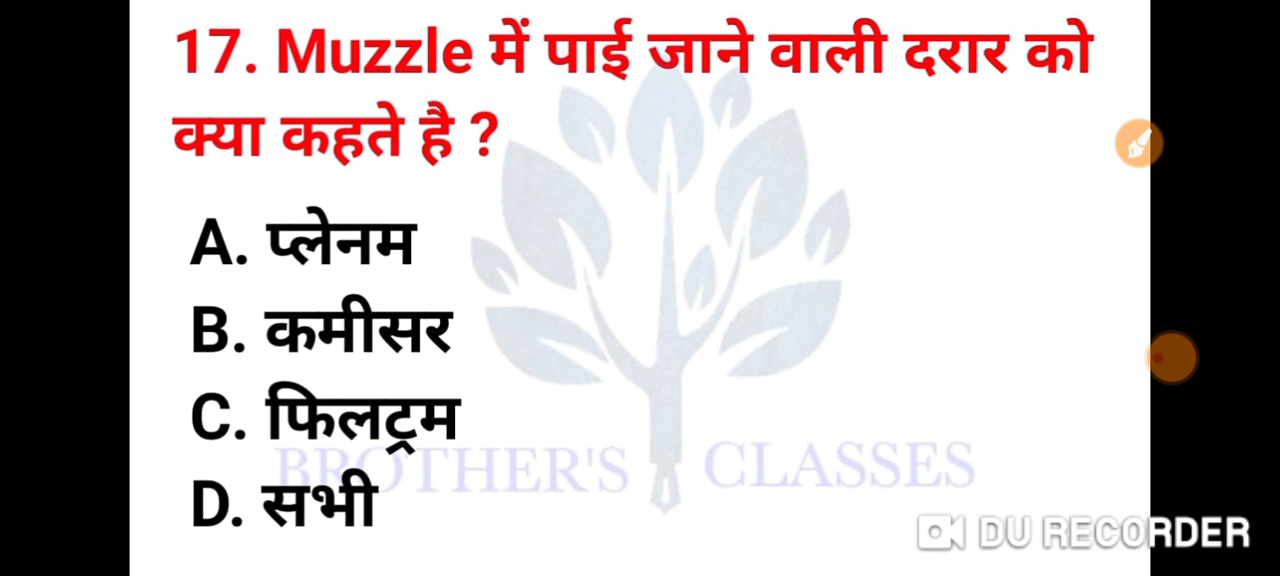 17. Muzzle में पाई जाने वाली दरार को
क्या कहते है ?
A. प्लेनम
B. कमीसर
C. फिलट्रम
BROTHER'S CLASSES
D. सभी
DU RECORDER